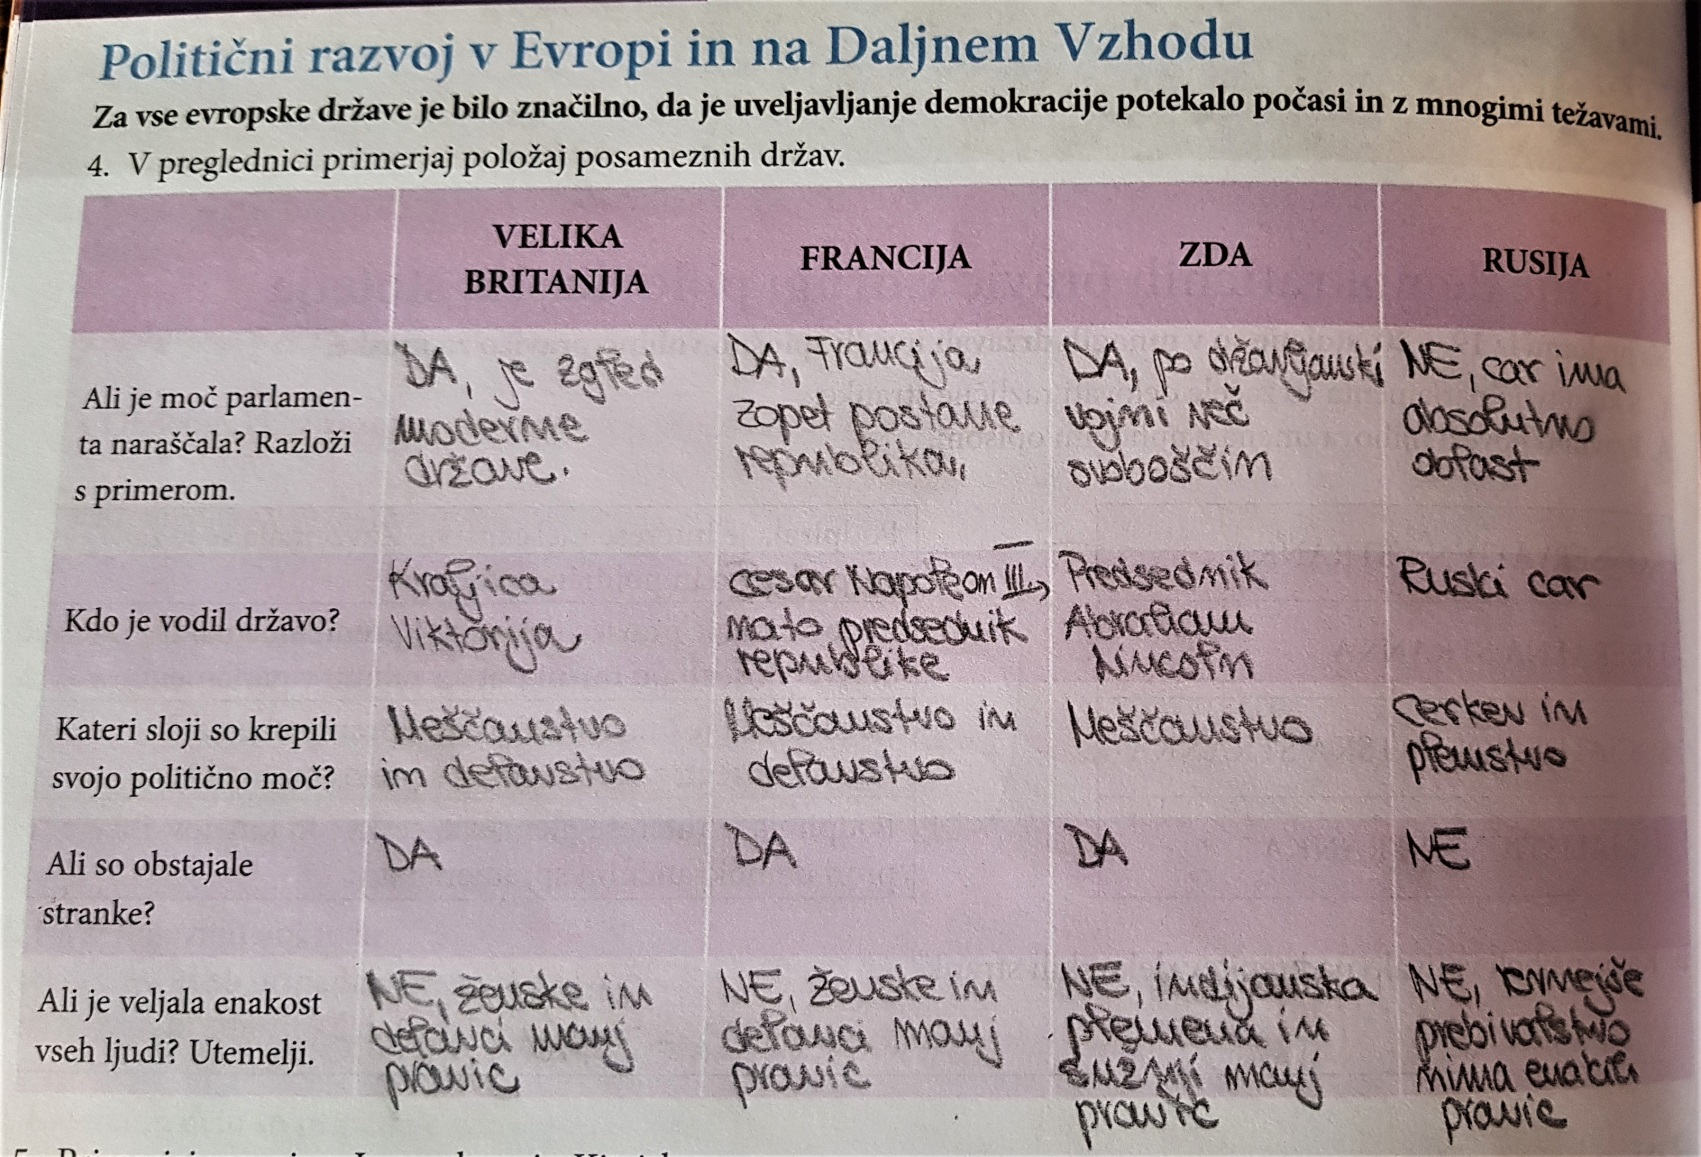 Politični razvoj v Evropi in na Daljnem Vzhodu
Za vse evropske države je bilo značilno, da je uveljavljanje demokracije potekalo počasi in z mnogimi težavami.
4. V preglednici primerjaj položaj posameznih držav.
VELIKA
BRITANIJA
FRANCIJA
ZDA
RUSIJA
Ali je moč parlamen-
ta naraščala? Razloži
s primerom.
DA, je zgled
moderne
države.
DA, Francija
zopet postane
republika,
DA, po državljanski
vojni več
svoboščin
NE, car ima
absolutno
oblast
Kdo je vodil državo?
Kraljica
Viktorija
cesar Napoleon III.,
nato predsednik
republike
Predsednik
Abraham
Lincoln
Ruski car
Kateri sloji so krepili
svojo politično moč?
Meščanstvo
in delavstvo
Meščanstvo in
delavstvo
Meščanstvo
Cerkev in
plemstvo
Ali so obstajale
stranke?
DA
DA
DA
NE
Ali je veljala enakost
vseh ljudi? Utemelji.
NE, ženske in
delavci manj
pravic
NE, ženske in
delavci manj
pravic
NE, indijanska
plemena in
sužnji manj
pravic
NE, kmečko
prebivalstvo
nima enakih
pravic